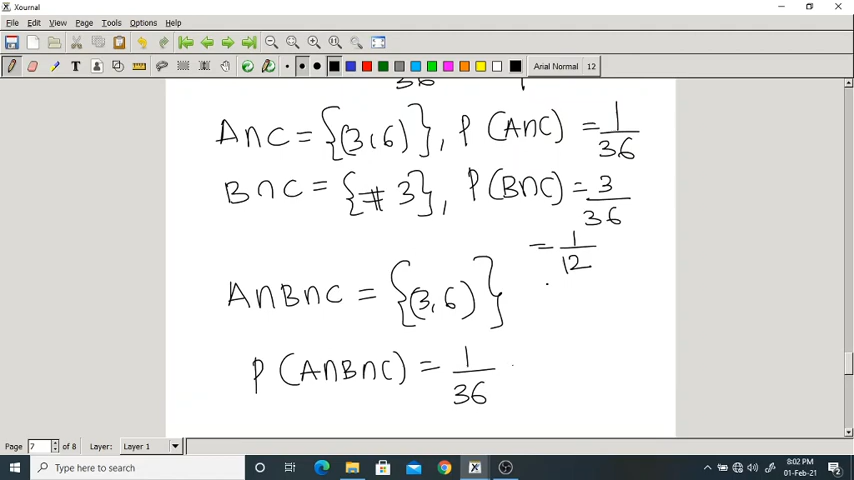 Xournal
File Edit View Page Tools Options Help
Arial Normal 12
36
A∩C = {(3,6)}, P (A∩C) = 1/36
B∩C = {# 3}, P(B∩C) = 3/36
= 1/12
A∩B∩C = {(3,6)}
P (A∩B∩C) = 1/36
Page 7 of 8 Layer: Layer 1
Type here to search
8:02 PM
01-Feb-21
2